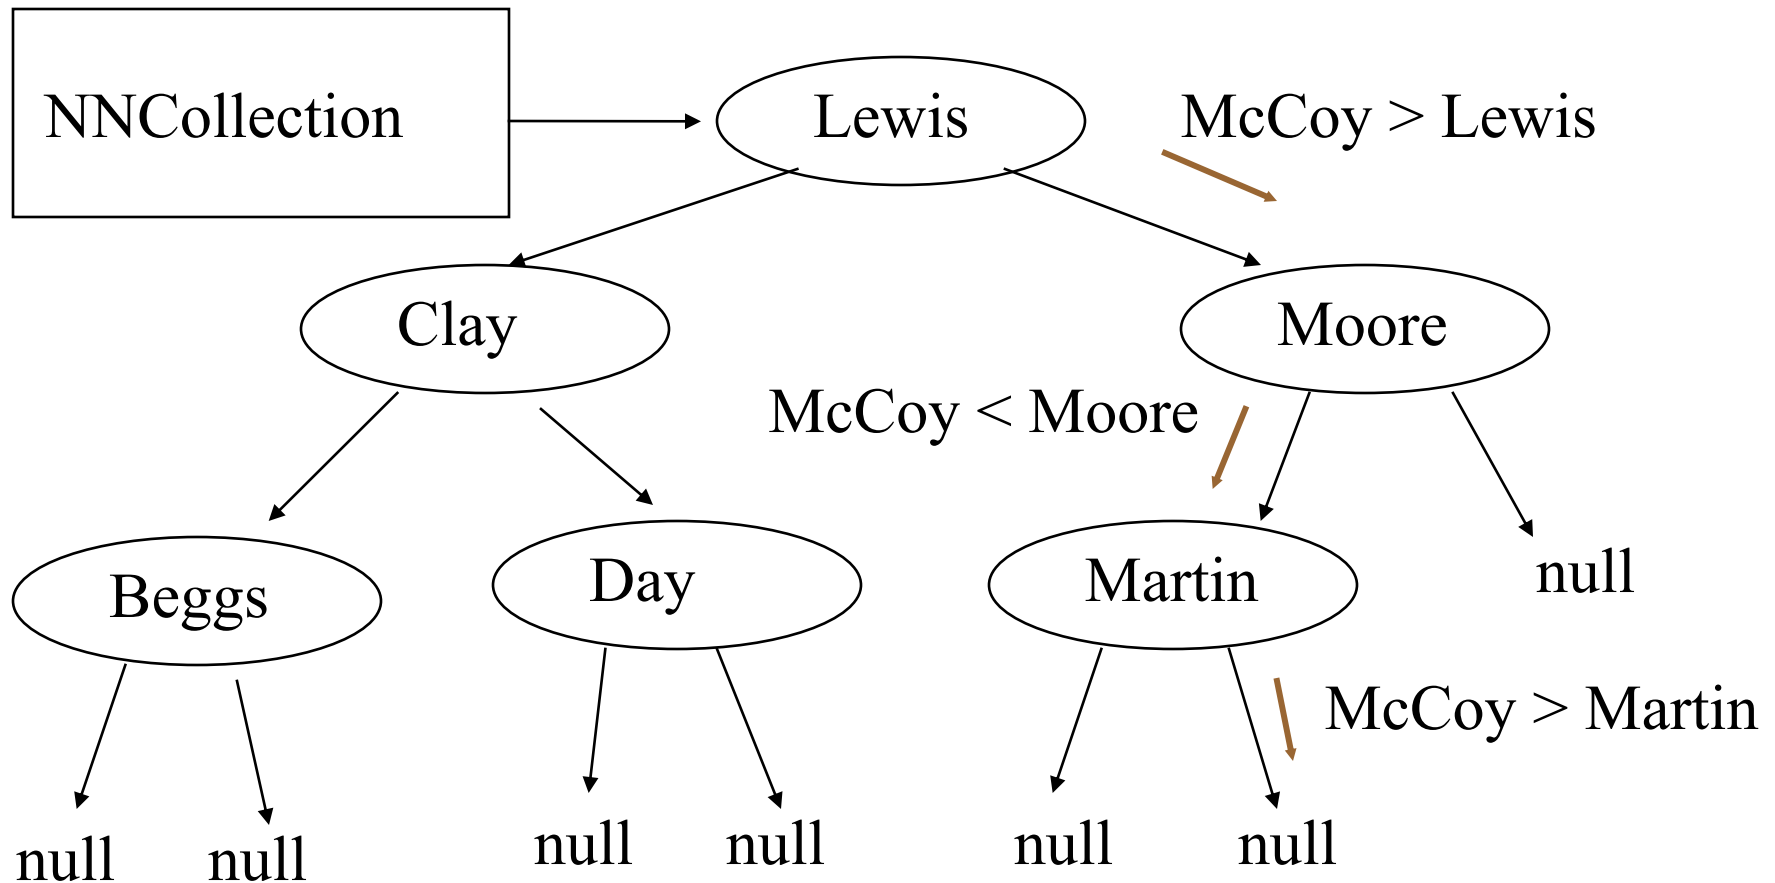 NNCollection
Lewis
McCoy > Lewis
Clay
Moore
McCoy < Moore
Beggs
Day
Martin
null
McCoy > Martin
null
null
null
null
null
null